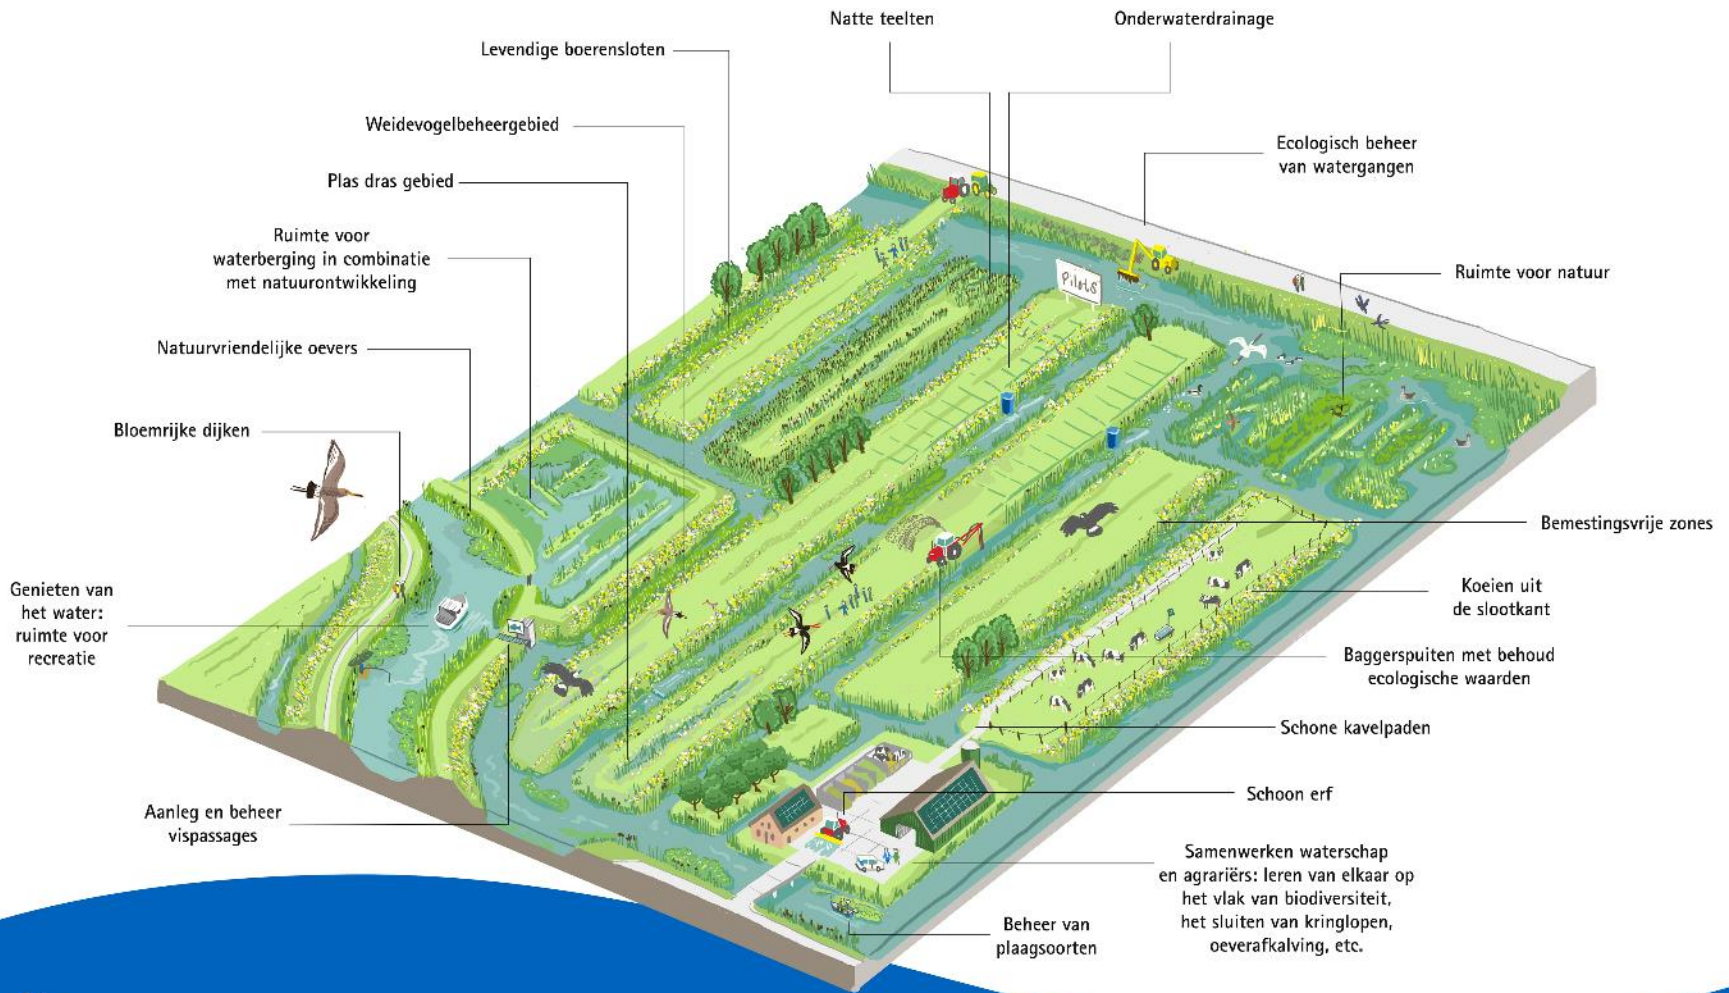 Natte teelten
Onderwaterdrainage
Levendige boerensloten
Weidevogelbeheergebied
Ecologisch beheer
van watergangen
Plas dras gebied
Ruimte voor
waterberging in combinatie
met natuurontwikkeling
Ruimte voor natuur
Pilots
Natuurvriendelijke oevers
Bloemrijke dijken
Bemestingsvrije zones
Genieten van
het water:
ruimte voor
recreatie
Koeien uit
de slootkant
Baggerspuiten met behoud
ecologische waarden
Schone kavelpaden
Aanleg en beheer
vispassages
Schoon erf
Samenwerken waterschap
en agrariërs: leren van elkaar op
het vlak van biodiversiteit,
het sluiten van kringlopen,
oeverafkalving, etc.
Beheer van
plaagsoorten